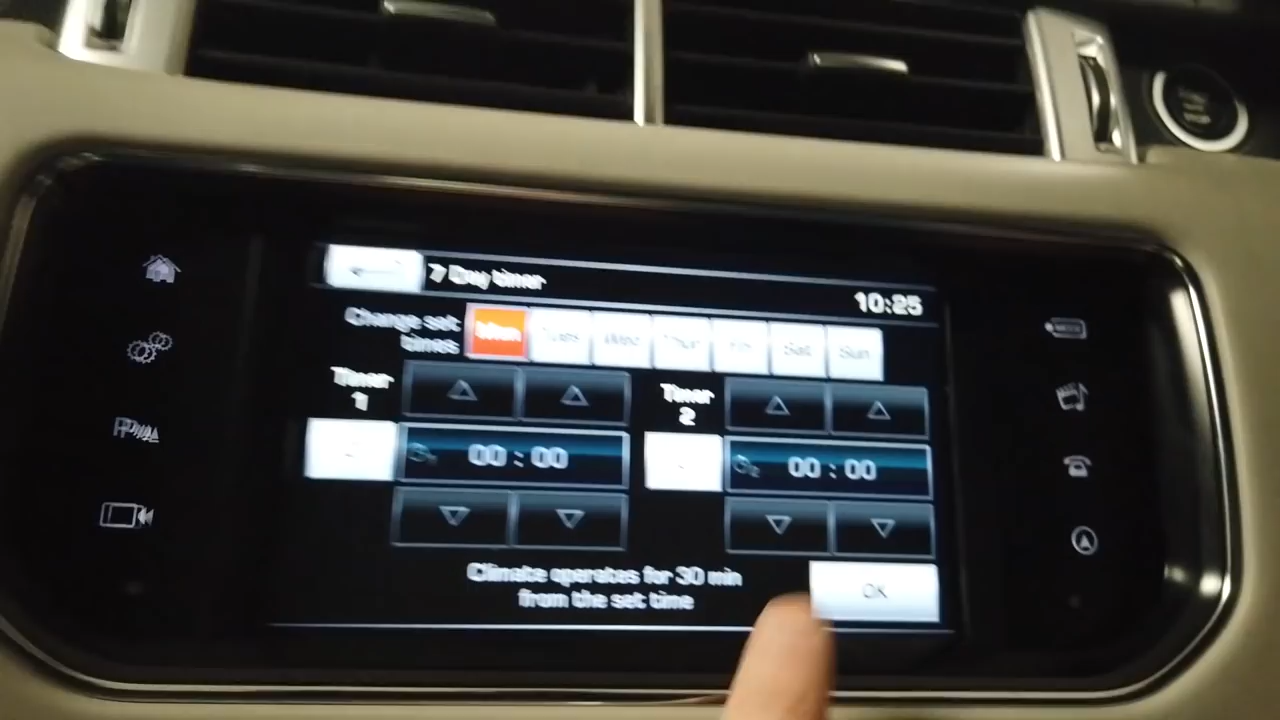 7 Day timer
10:25
Change set times
Mon Tues Wed Thur Fri Sat Sun
Timer 1
Timer 2
00:00
00:00
Climate operates for 30 min
from the set time
OK